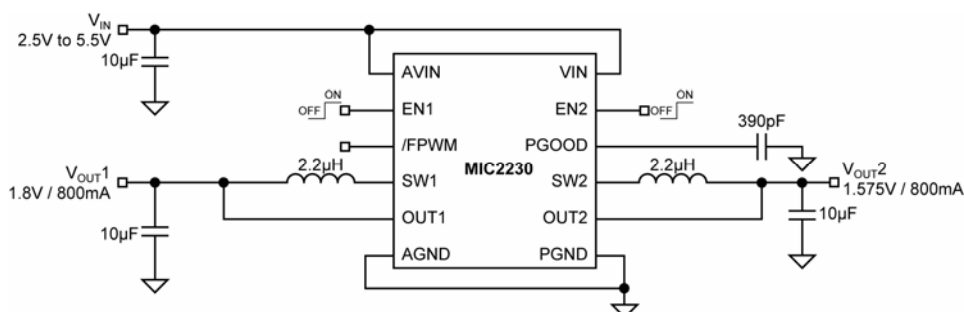 VIN
2.5V to 5.5V
10µF
AVIN
VIN
ON
OFF
EN1
EN2
ON
OFF
/FPWM
PGOOD
390pF
MIC2230
VOUT1
1.8V / 800mA
2.2µH
SW1
SW2
2.2µH
VOUT2
1.575V / 800mA
10µF
OUT1
OUT2
10µF
AGND
PGND